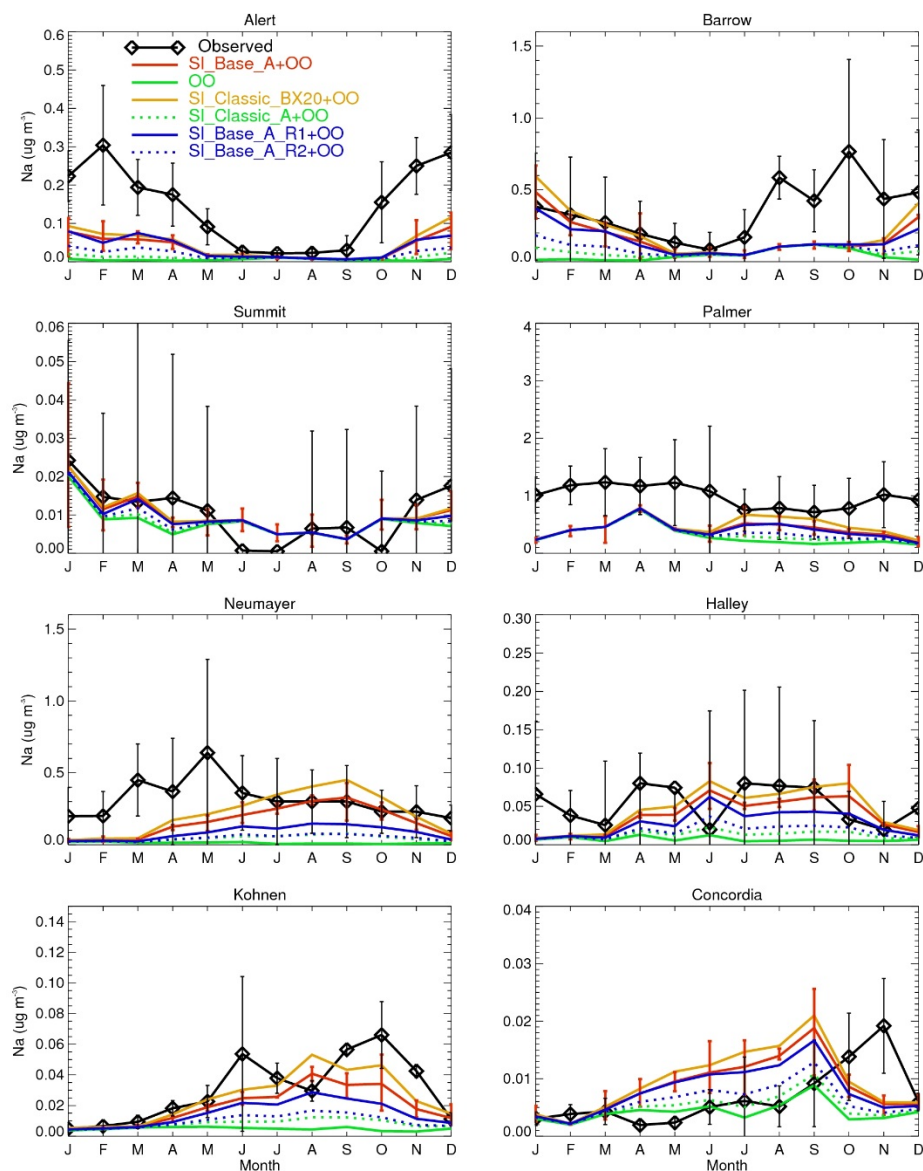 Alert
Barrow
Na (ug m⁻³)
0.6
0.5
0.4
0.3
0.2
0.1
0.0
Observed
SI_Base_A+OO
OO
SI_Classic_BX20+OO
SI_Classic_A+OO
SI_Base_A_R1+OO
SI_Base_A_R2+OO
J F M A M J J A S O N D
1.5
1.0
0.5
0.0
J F M A M J J A S O N D
Summit
Palmer
Na (ug m⁻³)
0.06
0.05
0.04
0.03
0.02
0.01
0.00
J F M A M J J A S O N D
4
3
2
1
0
J F M A M J J A S O N D
Neumayer
Halley
Na (ug m⁻³)
1.5
1.0
0.5
0.0
J F M A M J J A S O N D
0.30
0.25
0.20
0.15
0.10
0.05
0.00
J F M A M J J A S O N D
Kohnen
Concordia
Na (ug m⁻³)
0.14
0.12
0.10
0.08
0.06
0.04
0.02
0.00
J F M A M J J A S O N D
Month
0.04
0.03
0.02
0.01
0.00
J F M A M J J A S O N D
Month